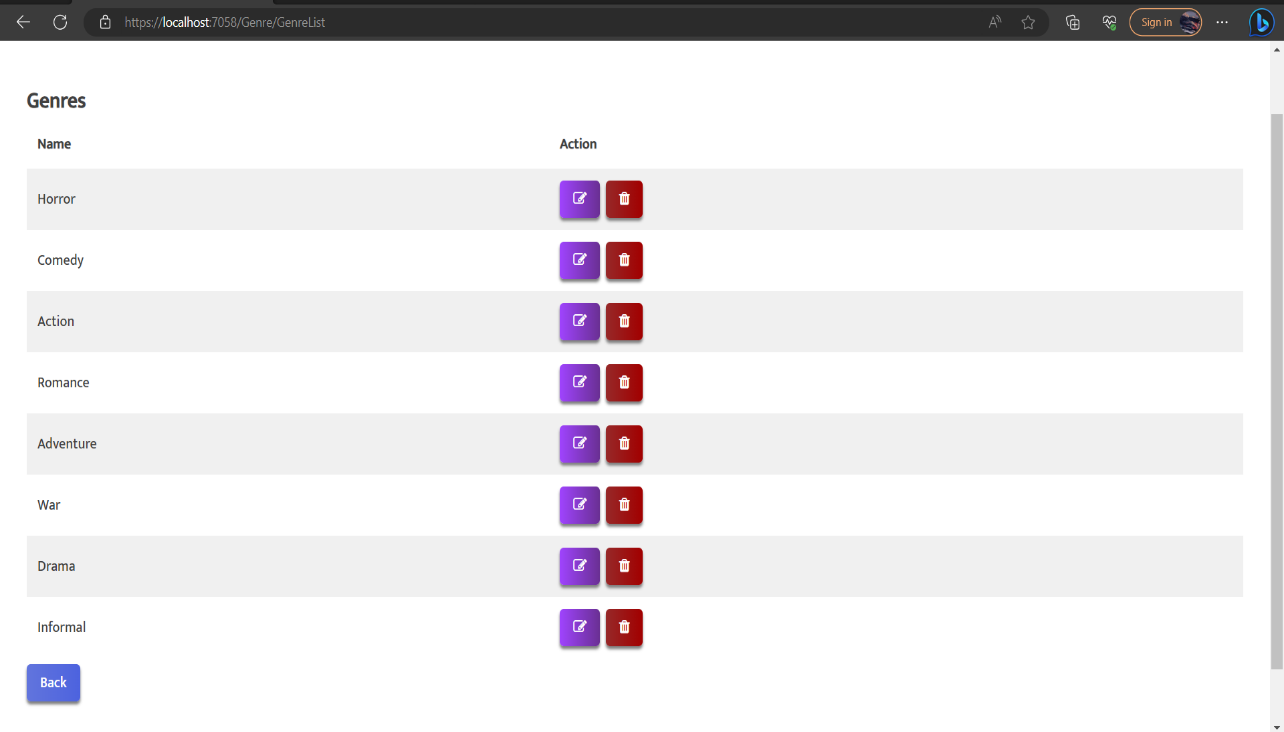 https://localhost:7058/Genre/GenreList
Sign in
Genres
Name Action
Horror
Comedy
Action
Romance
Adventure
War
Drama
Informal
Back